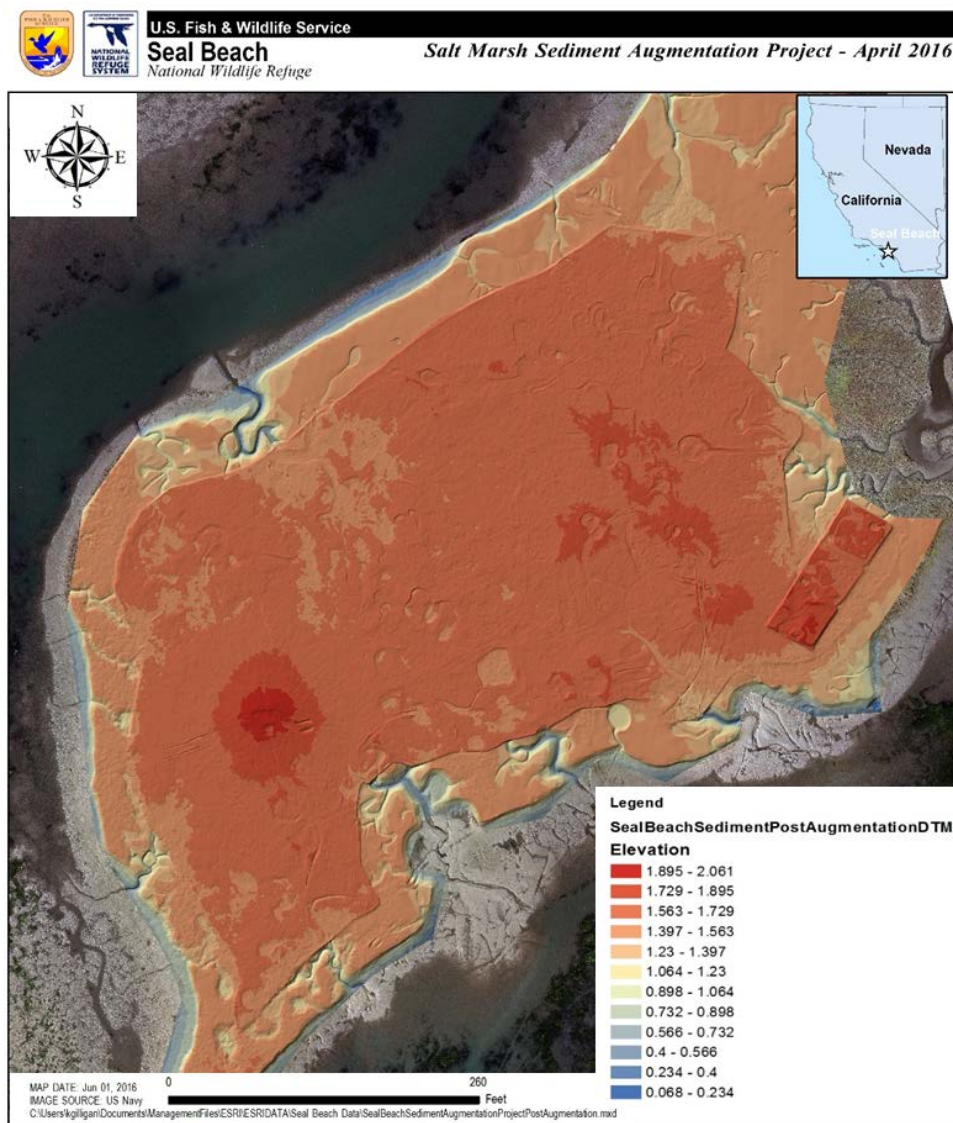 U.S. FISH & WILDLIFE SERVICE
NATIONAL WILDLIFE REFUGE SYSTEM
U.S. Fish & Wildlife Service
Seal Beach
National Wildlife Refuge
Salt Marsh Sediment Augmentation Project - April 2016
N
W E
S
Nevada
California
Seal Beach
Legend
SealBeachSedimentPostAugmentationDTM
Elevation
1.895 - 2.061
1.729 - 1.895
1.563 - 1.729
1.397 - 1.563
1.23 - 1.397
1.064 - 1.23
0.898 - 1.064
0.732 - 0.898
0.566 - 0.732
0.4 - 0.566
0.234 - 0.4
0.068 - 0.234
MAP DATE: Jun 01, 2016
IMAGE SOURCE: US Navy
0 260
Feet
C:\Users\kgilligan\Documents\ManagementFiles\ESRI\ESRIDATA\Seal Beach Data\SealBeachSedimentAugmentationProjectPostAugmentation.mxd